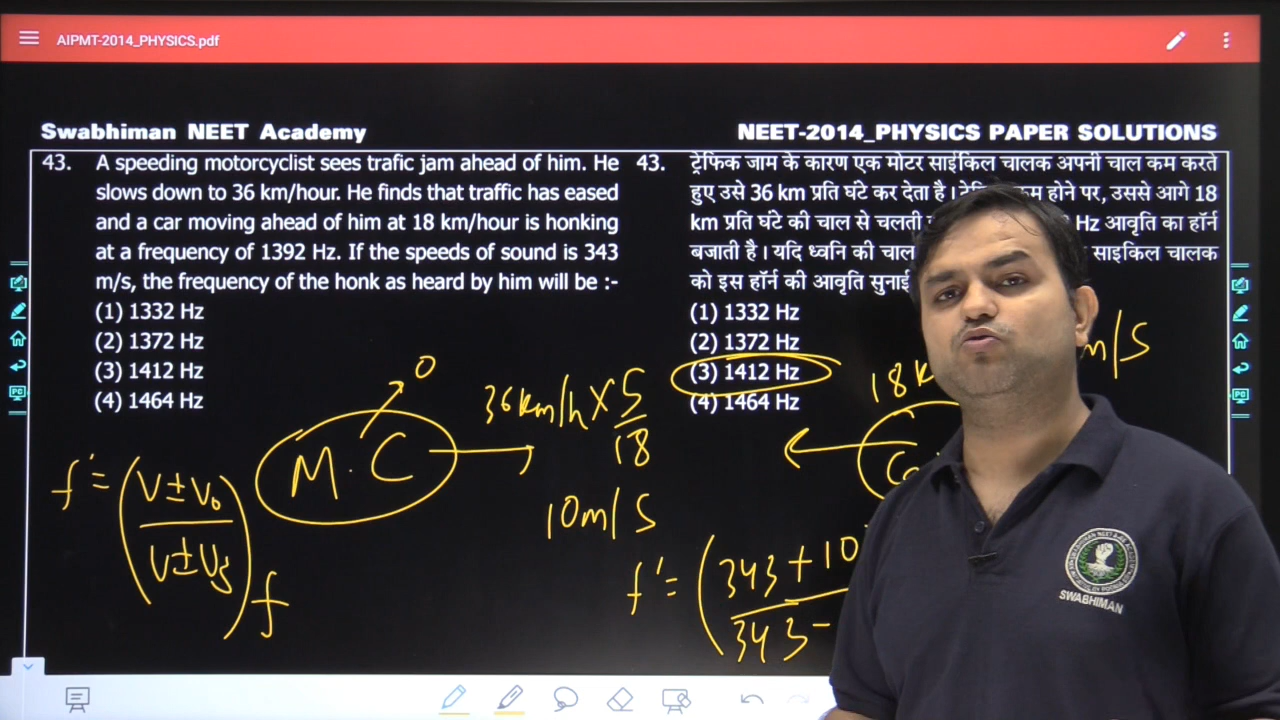 AIPMT-2014_PHYSICS.pdf
Swabhiman NEET Academy
NEET-2014_PHYSICS PAPER SOLUTIONS
43. A speeding motorcyclist sees trafic jam ahead of him. He
slows down to 36 km/hour. He finds that traffic has eased
and a car moving ahead of him at 18 km/hour is honking
at a frequency of 1392 Hz. If the speeds of sound is 343
m/s, the frequency of the honk as heard by him will be :-
(1) 1332 Hz
(2) 1372 Hz
(3) 1412 Hz
(4) 1464 Hz
43. ट्रेफिक जाम के कारण एक मोटर साइंकिल चालक अपनी चाल कम करते
हुए उसे 36 km प्रति घंटे कर देता है। होने पर, उससे आगे 18
km प्रति घंटे की चाल से चलती Hz आवृति का हॉर्न
बजाती है। यदि ध्वनि की चाल साइकिल चालक
को इस हॉर्न की आवृति सुनाई
(1) 1332 Hz
(2) 1372 Hz
(3) 1412 Hz
(4) 1464 Hz
O
36km/h × 5/18
18k
m/s
M.C
10m/s
f' = (V±V₀/V±Vs) f
f' = (343+10/343-
SWABHIMAN